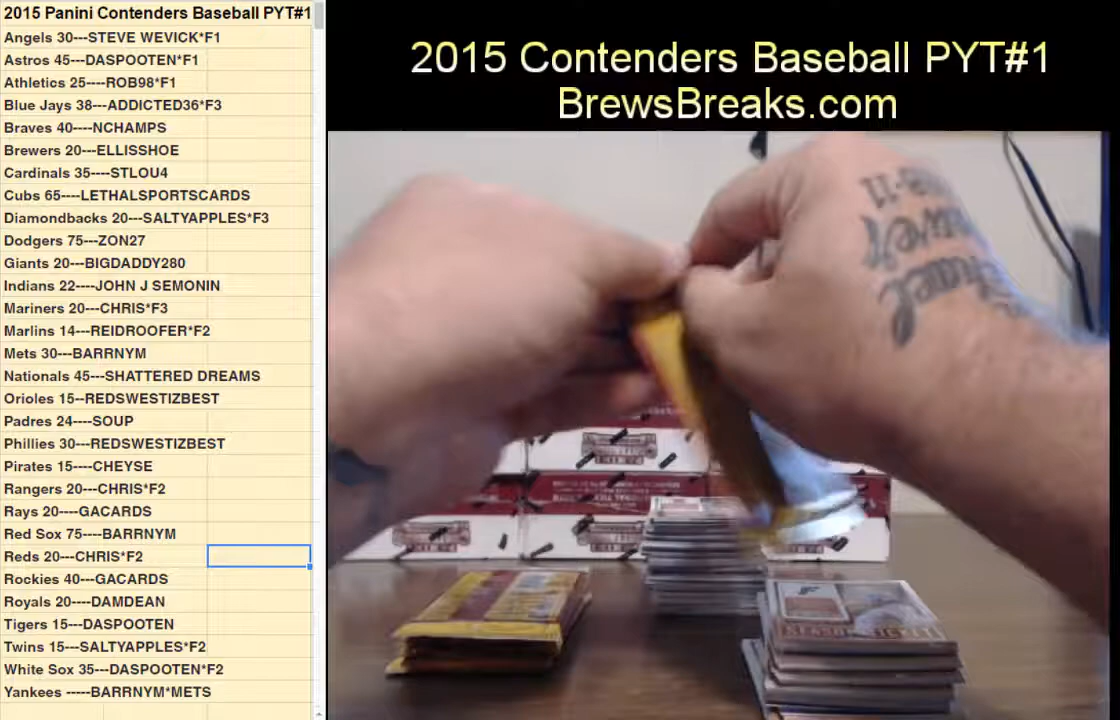 2015 Panini Contenders Baseball PYT#1
Angels 30---STEVE WEVICK*F1
Astros 45---DASPOOTEN*F1
Athletics 25----ROB98*F1
Blue Jays 38---ADDICTED36*F3
Braves 40----NCHAMPS
Brewers 20---ELLISSHOE
Cardinals 35----STLOU4
Cubs 65----LETHALSPORTSCARDS
Diamondbacks 20---SALTYAPPLES*F3
Dodgers 75---ZON27
Giants 20---BIGDADDY280
Indians 22----JOHN J SEMONIN
Mariners 20---CHRIS*F3
Marlins 14---REIDROOFER*F2
Mets 30---BARRNYM
Nationals 45---SHATTERED DREAMS
Orioles 15--REDSWESTIZBEST
Padres 24----SOUP
Phillies 30---REDSWESTIZBEST
Pirates 15----CHEYSE
Rangers 20---CHRIS*F2
Rays 20----GACARDS
Red Sox 75----BARRNYM
Reds 20---CHRIS*F2
Rockies 40---GACARDS
Royals 20----DAMDEAN
Tigers 15----DASPOOTEN
Twins 15----SALTYAPPLES*F2
White Sox 35----DASPOOTEN*F2
Yankees -----BARRNYM*METS
2015 Contenders Baseball PYT#1
BrewsBreaks.com